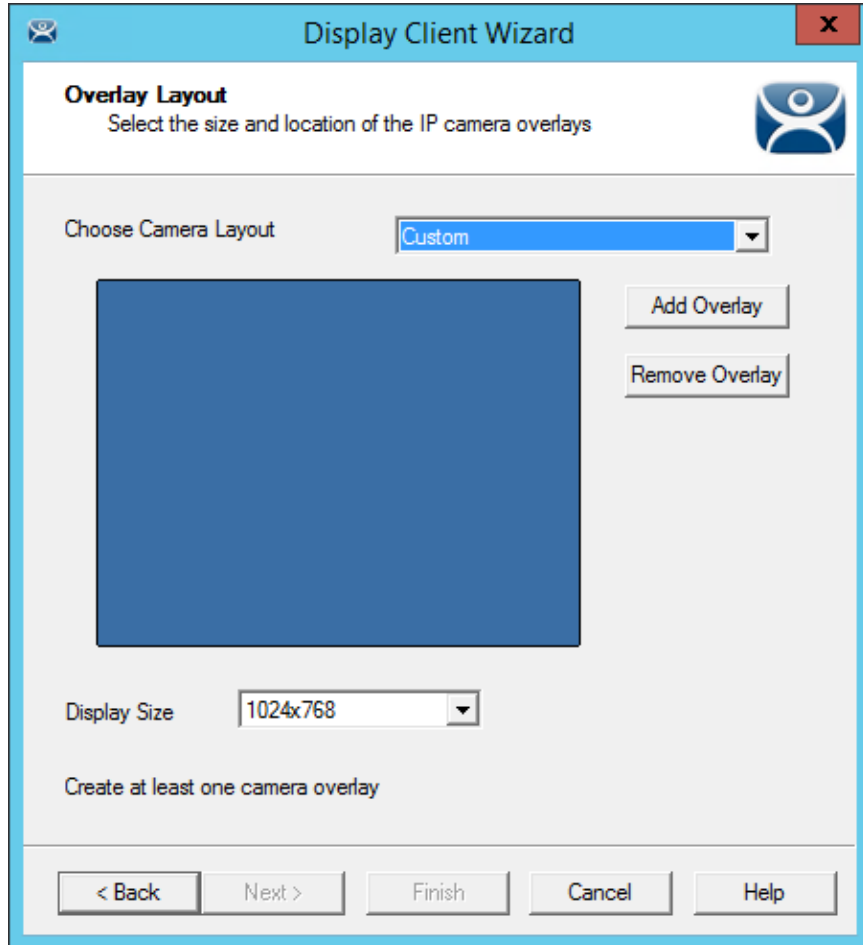 Display Client Wizard
x
Overlay Layout
Select the size and location of the IP camera overlays
Choose Camera Layout
Custom
Add Overlay
Remove Overlay
Display Size
1024x768
Create at least one camera overlay
< Back
Next >
Finish
Cancel
Help